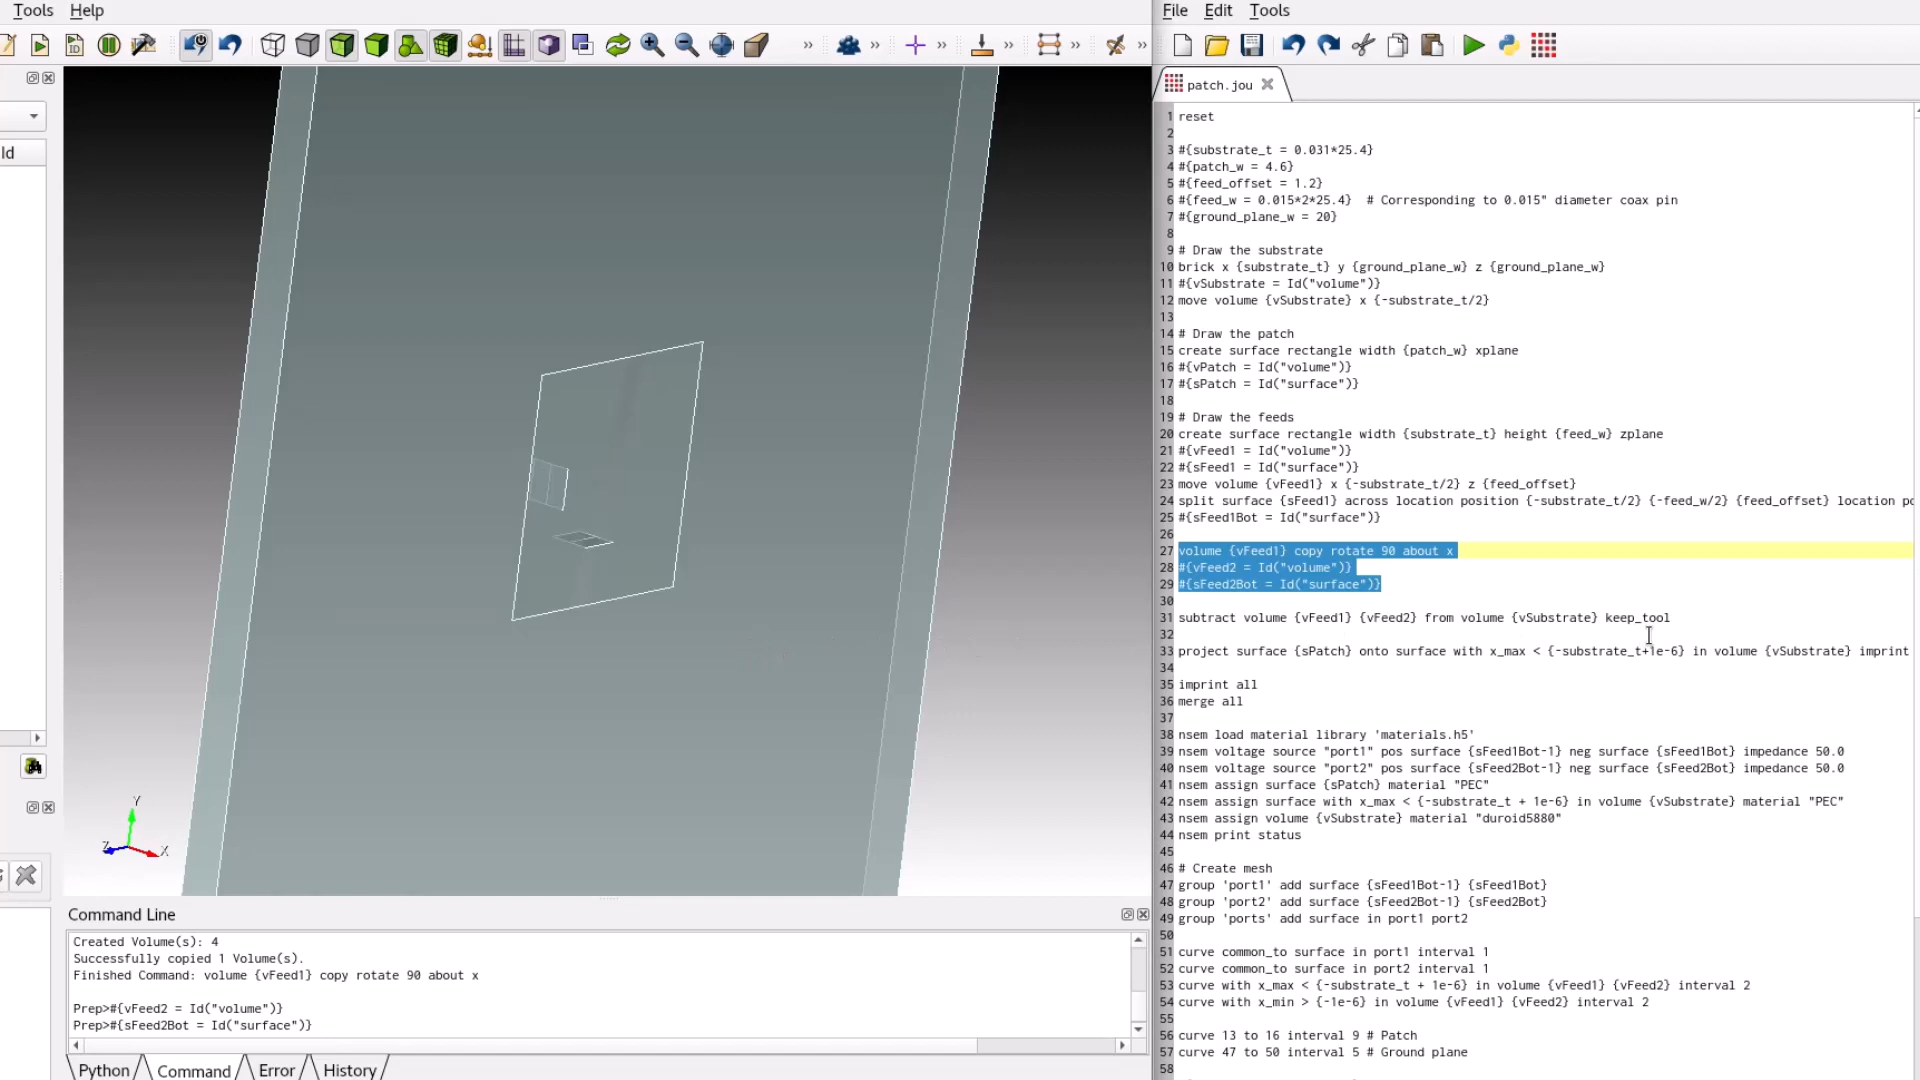 Tools Help
File Edit Tools
patch.jou
Id
1 reset
2
3 #{substrate_t = 0.031*25.4}
4 #{patch_w = 4.6}
5 #{feed_offset = 1.2}
6 #{feed_w = 0.015*2*25.4}  # Corresponding to 0.015" diameter coax pin
7 #{ground_plane_w = 20}
8
9 # Draw the substrate
10 brick x {substrate_t} y {ground_plane_w} z {ground_plane_w}
11 #{vSubstrate = Id("volume")}
12 move volume {vSubstrate} x {-substrate_t/2}
13
14 # Draw the patch
15 create surface rectangle width {patch_w} xplane
16 #{vPatch = Id("volume")}
17 #{sPatch = Id("surface")}
18
19 # Draw the feeds
20 create surface rectangle width {substrate_t} height {feed_w} zplane
21 #{vFeed1 = Id("volume")}
22 #{sFeed1 = Id("surface")}
23 move volume {vFeed1} x {-substrate_t/2} z {feed_offset}
24 split surface {sFeed1} across location position {-substrate_t/2} {-feed_w/2} {feed_offset} location po
25 #{sFeed1Bot = Id("surface")}
26
27 volume {vFeed1} copy rotate 90 about x
28 #{vFeed2 = Id("volume")}
29 #{sFeed2Bot = Id("surface")}
30
31 subtract volume {vFeed1} {vFeed2} from volume {vSubstrate} keep_tool
32
33 project surface {sPatch} onto surface with x_max < {-substrate_t+1e-6} in volume {vSubstrate} imprint
34
35 imprint all
36 merge all
37
38 nsem load material library 'materials.h5'
39 nsem voltage source "port1" pos surface {sFeed1Bot-1} neg surface {sFeed1Bot} impedance 50.0
40 nsem voltage source "port2" pos surface {sFeed2Bot-1} neg surface {sFeed2Bot} impedance 50.0
41 nsem assign surface {sPatch} material "PEC"
42 nsem assign surface with x_max < {-substrate_t + 1e-6} in volume {vSubstrate} material "PEC"
43 nsem assign volume {vSubstrate} material "duroid5880"
44 nsem print status
45
46 # Create mesh
47 group 'port1' add surface {sFeed1Bot-1} {sFeed1Bot}
48 group 'port2' add surface {sFeed2Bot-1} {sFeed2Bot}
49 group 'ports' add surface in port1 port2
50
51 curve common_to surface in port1 interval 1
52 curve common_to surface in port2 interval 1
53 curve with x_max < {-substrate_t + 1e-6} in volume {vFeed1} {vFeed2} interval 2
54 curve with x_min > {-1e-6} in volume {vFeed1} {vFeed2} interval 2
55
56 curve 13 to 16 interval 9 # Patch
57 curve 47 to 50 interval 5 # Ground plane
58
Y
Z
X
Command Line
Created Volume(s): 4
Successfully copied 1 Volume(s).
Finished Command: volume {vFeed1} copy rotate 90 about x
Prep>#{vFeed2 = Id("volume")}
Prep>#{sFeed2Bot = Id("surface")}
Python Command Error History